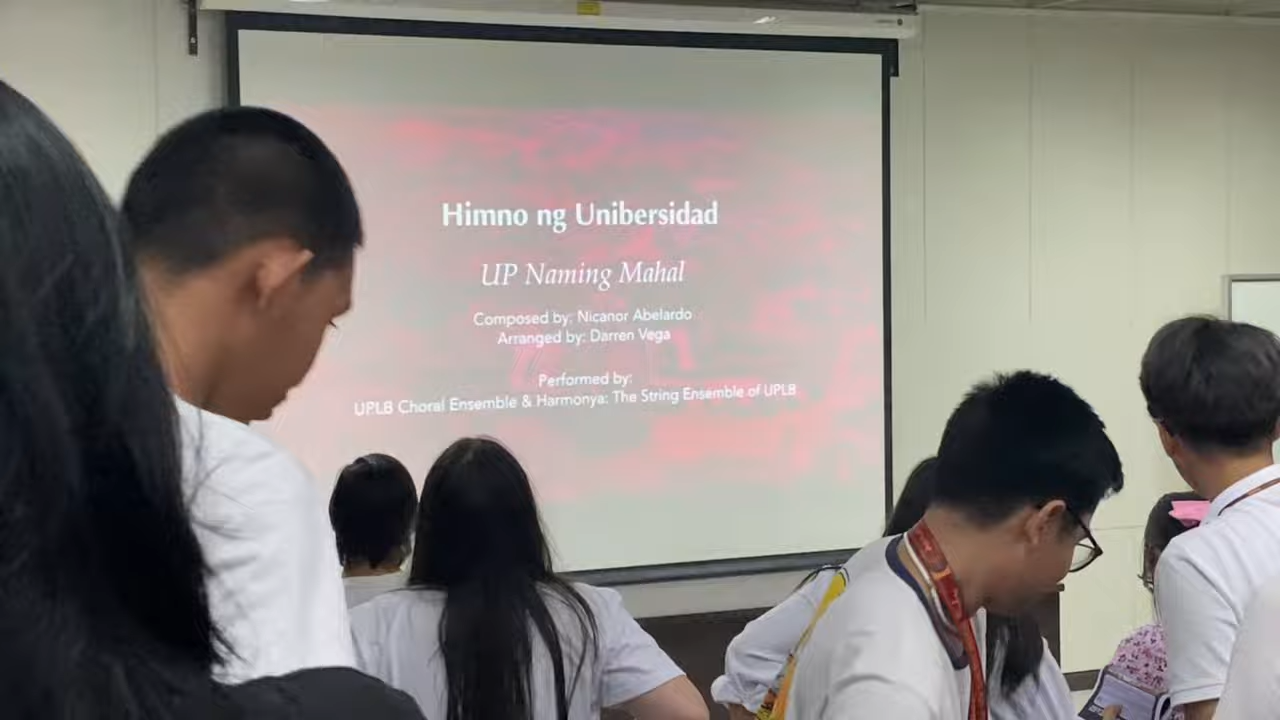 Himno ng Unibersidad
UP Naming Mahal
Composed by: Nicanor Abelardo
Arranged by: Darren Vega
Performed by:
UPLB Choral Ensemble & Harmonya: The String Ensemble of UPLB